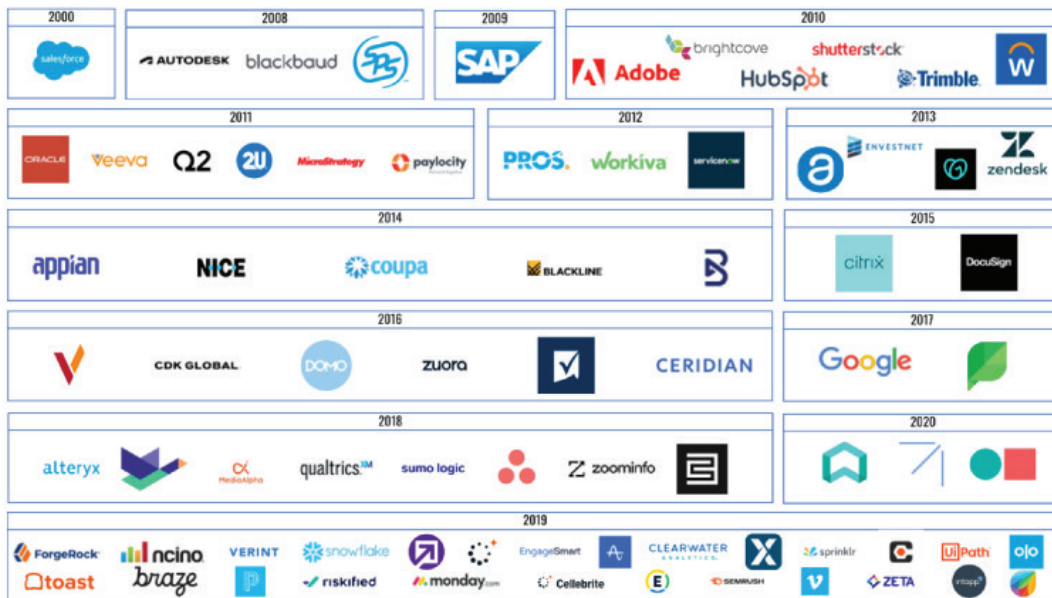 2000
salesforce
2008
AUTODESK
blackbaud
SPS
2009
SAP
2010
brightcove
shutterstock
Adobe
HubSpot
Trimble
W
2011
ORACLE
veeva
Q2
2U
MicroStrategy
paylocity
2012
PROS
workiva
servicenow
2013
a
ENVESTNET
zendesk
2014
appian
NICE
coupa
BLACKLINE
B
2015
citrix
DocuSign
2016
CDK GLOBAL
DOMO
zuora
CERIDIAN
2017
Google
2018
alteryx
MediaAlpha
qualtrics.XM
sumo logic
zoominfo
2020
2019
ForgeRock
ncino
VERINT
snowflake
EngageSmart
CLEARWATER
ANALYTICS
X
sprinklr
C
UiPath
olo
toast
braze
P
riskified
monday.com
Cellebrite
E
SEMRUSH
v
ZETA
intapp